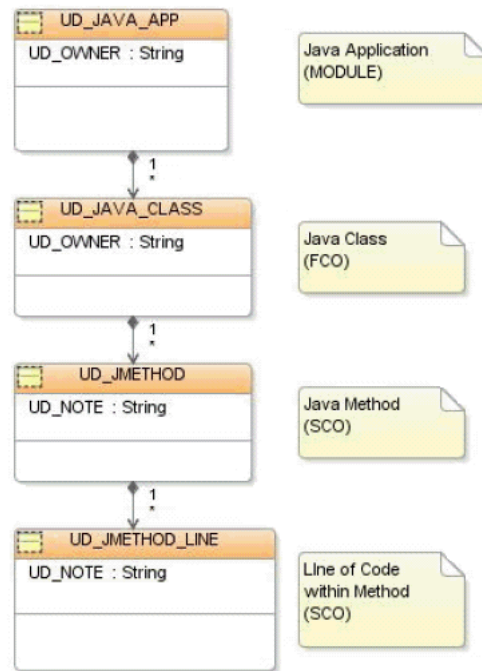 UD_JAVA_APP
UD_OWNER : String
Java Application
(MODULE)
1
*
UD_JAVA_CLASS
UD_OWNER : String
Java Class
(FCO)
1
*
UD_JMETHOD
UD_NOTE : String
Java Method
(SCO)
1
*
UD_JMETHOD_LINE
UD_NOTE : String
LIne of Code
within Method
(SCO)